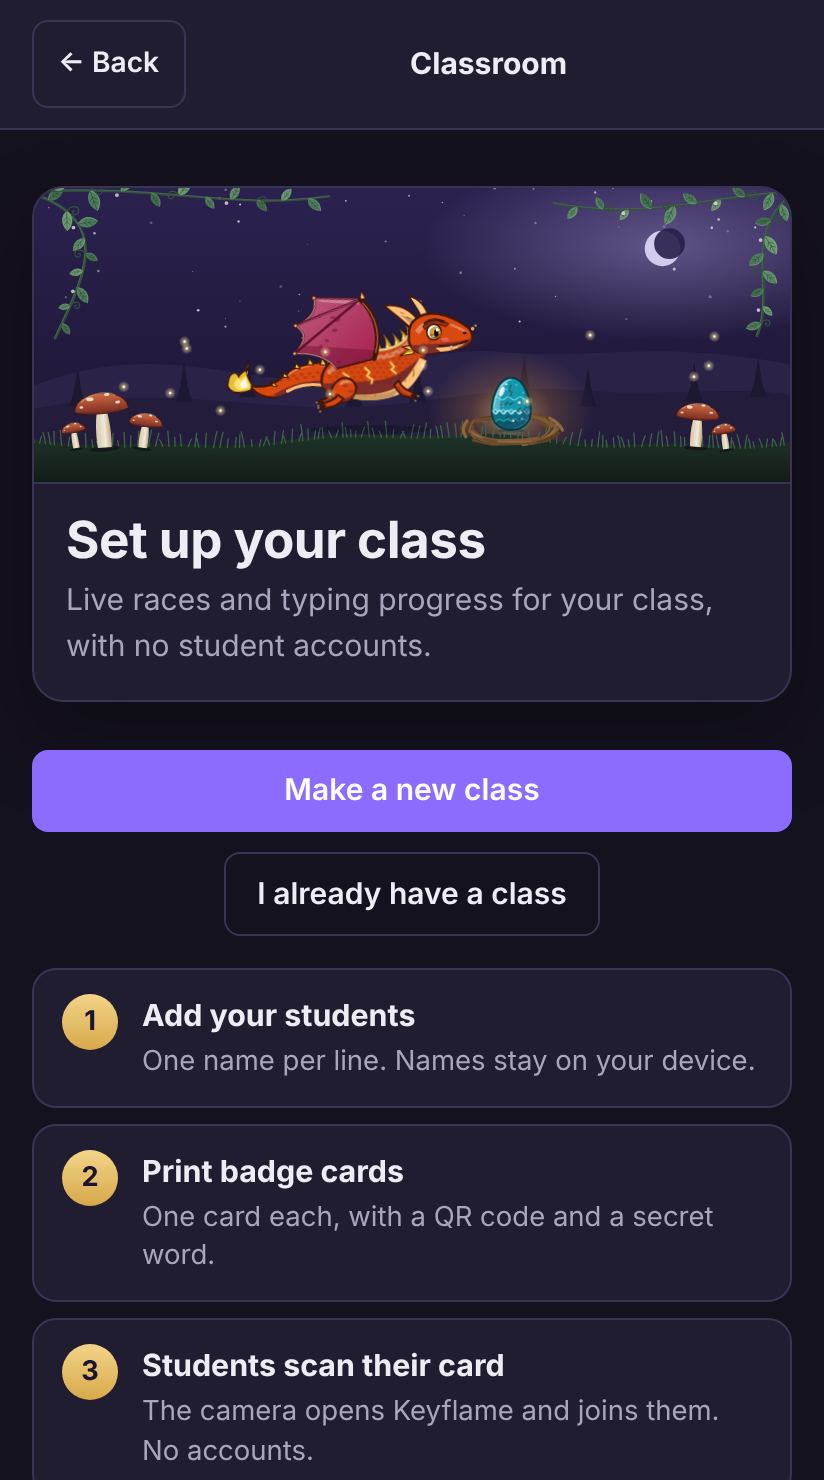 ← Back
Classroom
Set up your class
Live races and typing progress for your class,
with no student accounts.
Make a new class
I already have a class
1
Add your students
One name per line. Names stay on your device.
2
Print badge cards
One card each, with a QR code and a secret
word.
3
Students scan their card
The camera opens Keyflame and joins them.
No accounts.